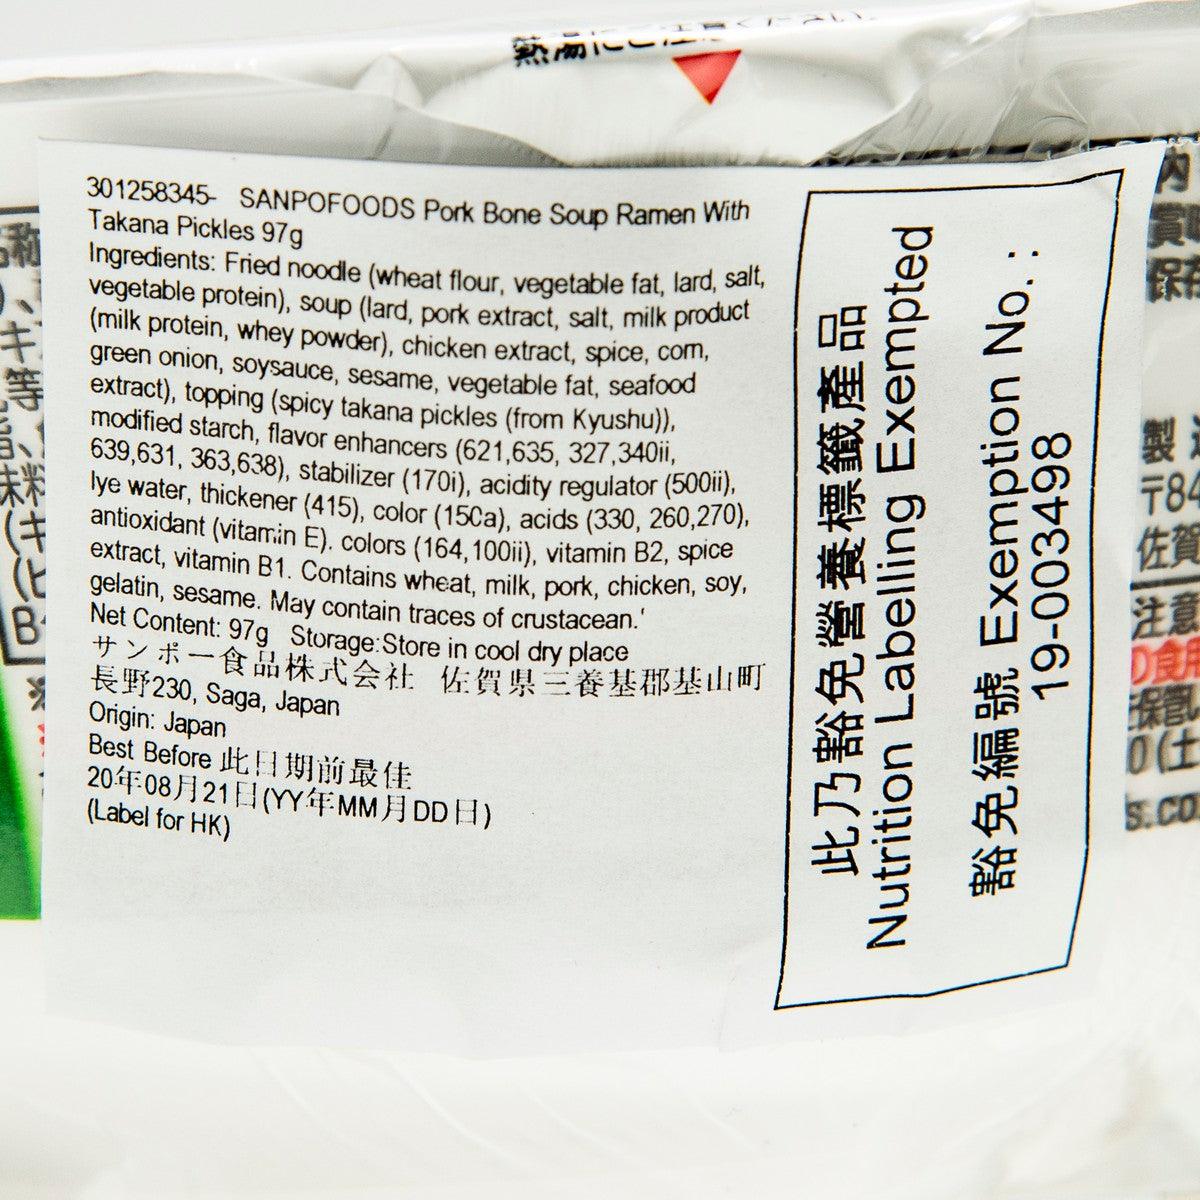 301258345- SANPOFOODS Pork Bone Soup Ramen With
Takana Pickles 97g
Ingredients: Fried noodle (wheat flour, vegetable fat, lard, salt,
vegetable protein), soup (lard, pork extract, salt, milk product
(milk protein, whey powder), chicken extract, spice, corn,
green onion, soysauce, sesame, vegetable fat, seafood
extract), topping (spicy takana pickles (from Kyushu)),
modified starch, flavor enhancers (621,635, 327,340ii,
639,631, 363,638), stabilizer (170i), acidity regulator (500ii),
lye water, thickener (415), color (150a), acids (330, 260,270),
antioxidant (vitamin E). colors (164,100ii), vitamin B2, spice
extract, vitamin B1. Contains wheat, milk, pork, chicken, soy,
gelatin, sesame. May contain traces of crustacean.'
Net Content: 97g Storage:Store in cool dry place
サンポー食品株式会社 佐賀県三養基郡基山町
長野230, Saga, Japan
Origin: Japan
Best Before 此日期前最佳
20年08月21日(YY年MM月DD日)
(Label for HK)
此乃豁免營養標籤產品
Nutrition Labelling Exempted
豁免編號 Exemption No. :
19-003498
製
〒84
佐賀
注意